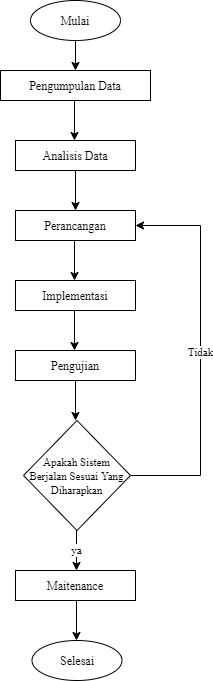 Mulai
Pengumpulan Data
Analisis Data
Perancangan
Implementasi
Tidak
Pengujian
Apakah Sistem
Berjalan Sesuai Yang
Diharapkan
ya
Maitenance
Selesai